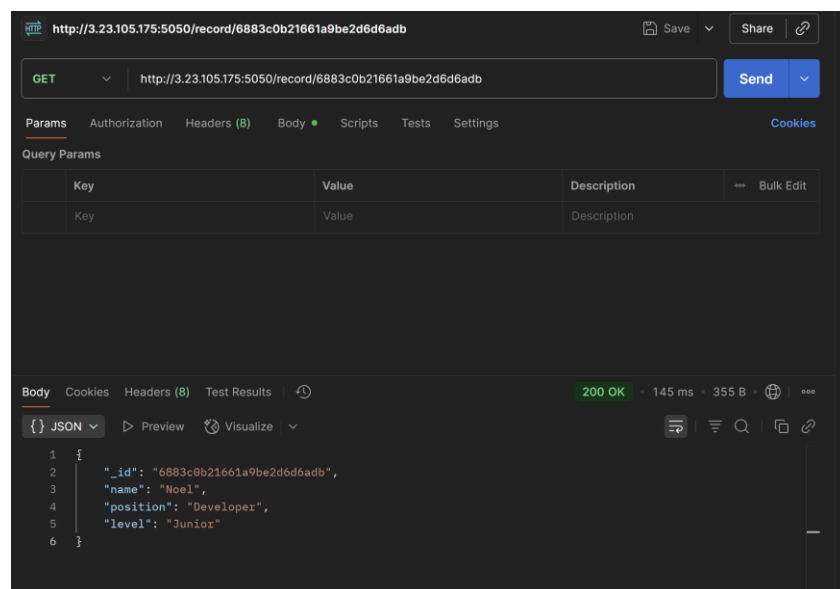 HTTP http://3.23.105.175:5050/record/6883c0b21661a9be2d6d6adb Save Share
GET http://3.23.105.175:5050/record/6883c0b21661a9be2d6d6adb Send
Params Authorization Headers (8) Body Scripts Tests Settings Cookies
Query Params
Key Value Description Bulk Edit
Key Value Description
Body Cookies Headers (8) Test Results 200 OK 145 ms 355 B
{} JSON Preview Visualize
1 {
2 "_id": "6883c0b21661a9be2d6d6adb",
3 "name": "Noel",
4 "position": "Developer",
5 "level": "Junior"
6 }